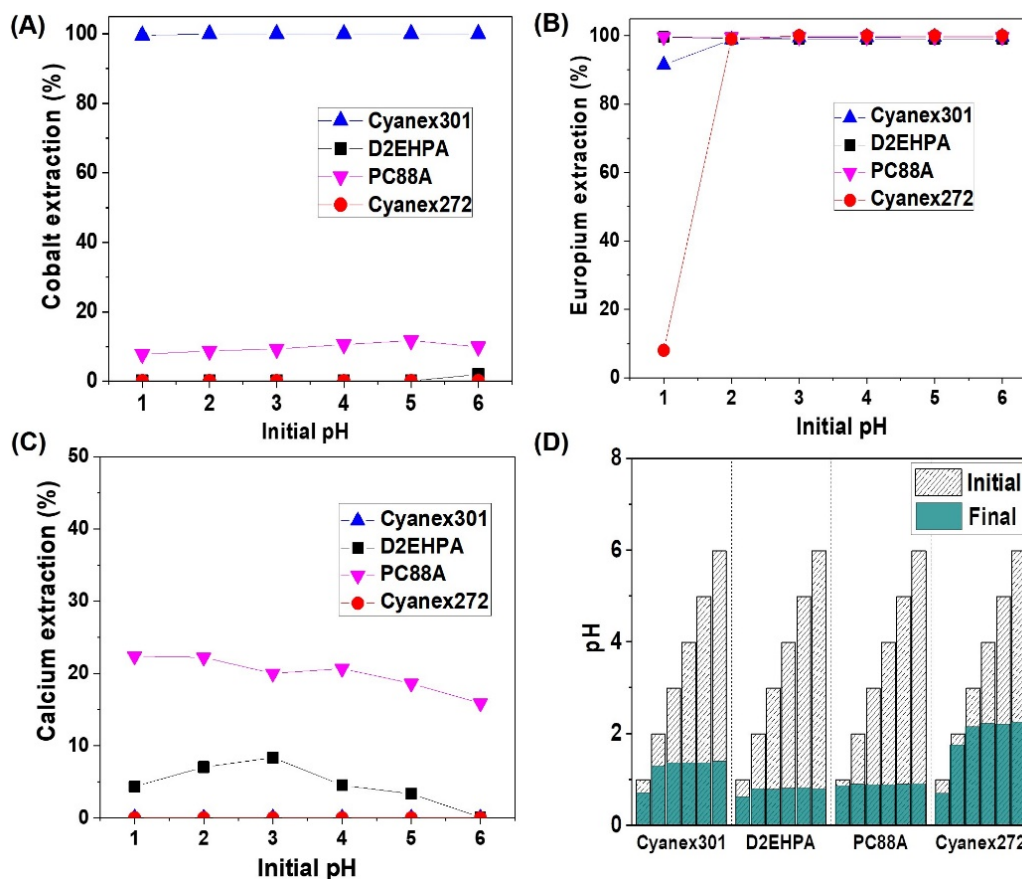 (A)
Cobalt extraction (%)
100
80
60
40
20
0
Cyanex301
D2EHPA
PC88A
Cyanex272
1 2 3 4 5 6
Initial pH
(B)
Europium extraction (%)
100
80
60
40
20
0
Cyanex301
D2EHPA
PC88A
Cyanex272
1 2 3 4 5 6
Initial pH
(C)
Calcium extraction (%)
50
40
30
20
10
0
Cyanex301
D2EHPA
PC88A
Cyanex272
1 2 3 4 5 6
Initial pH
(D)
pH
8
6
4
2
0
Initial
Final
Cyanex301 D2EHPA PC88A Cyanex272